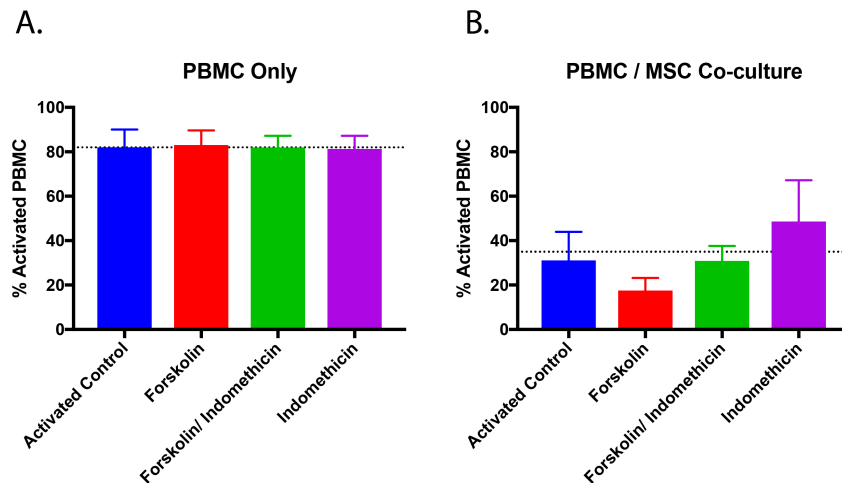 A.
PBMC Only
% Activated PBMC
100
80
60
40
20
0
Activated Control
Forskolin
Forskolin/ Indomethicin
Indomethicin
B.
PBMC / MSC Co-culture
% Activated PBMC
100
80
60
40
20
0
Activated Control
Forskolin
Forskolin/ Indomethicin
Indomethicin